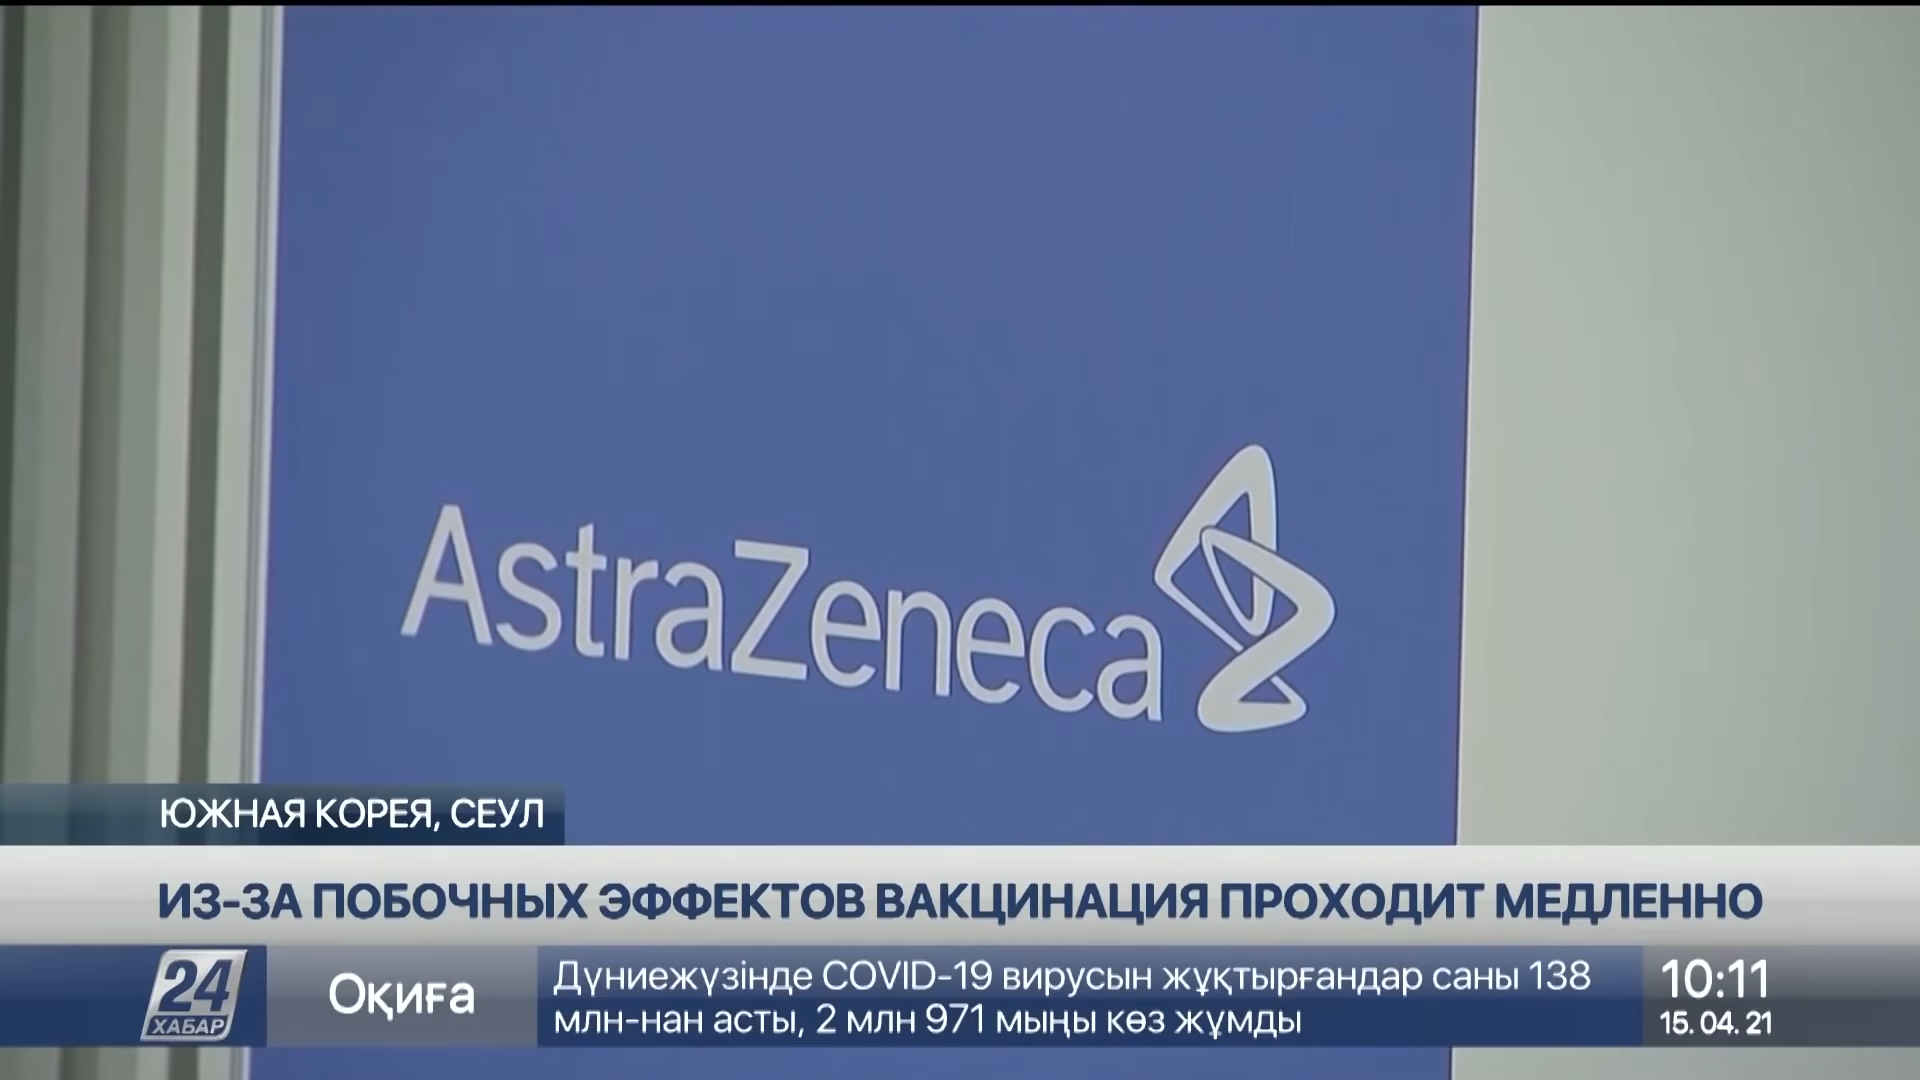 AstraZeneca
ЮЖНАЯ КОРЕЯ, СЕУЛ
ИЗ-ЗА ПОБОЧНЫХ ЭФФЕКТОВ ВАКЦИНАЦИЯ ПРОХОДИТ МЕДЛЕННО
24
ХАБАР
Оқиға
Дүниежүзінде COVID-19 вирусын жұқтырғандар саны 138
млн-нан асты, 2 млн 971 мыңы көз жұмды
10:11
15. 04. 21